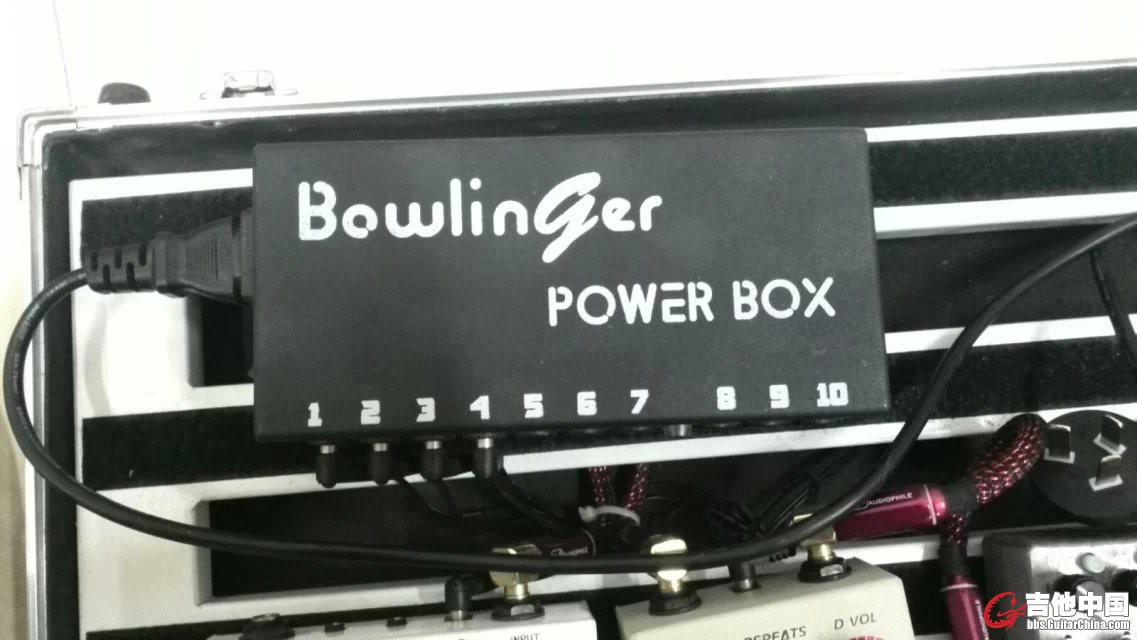 BowlinGer
POWER BOX
1 2 3 4 5 6 7 8 9 10
AUDIOPHILE
INPUT
REPEATS
D VOL
吉他中国
bbs.GuitarChina.com